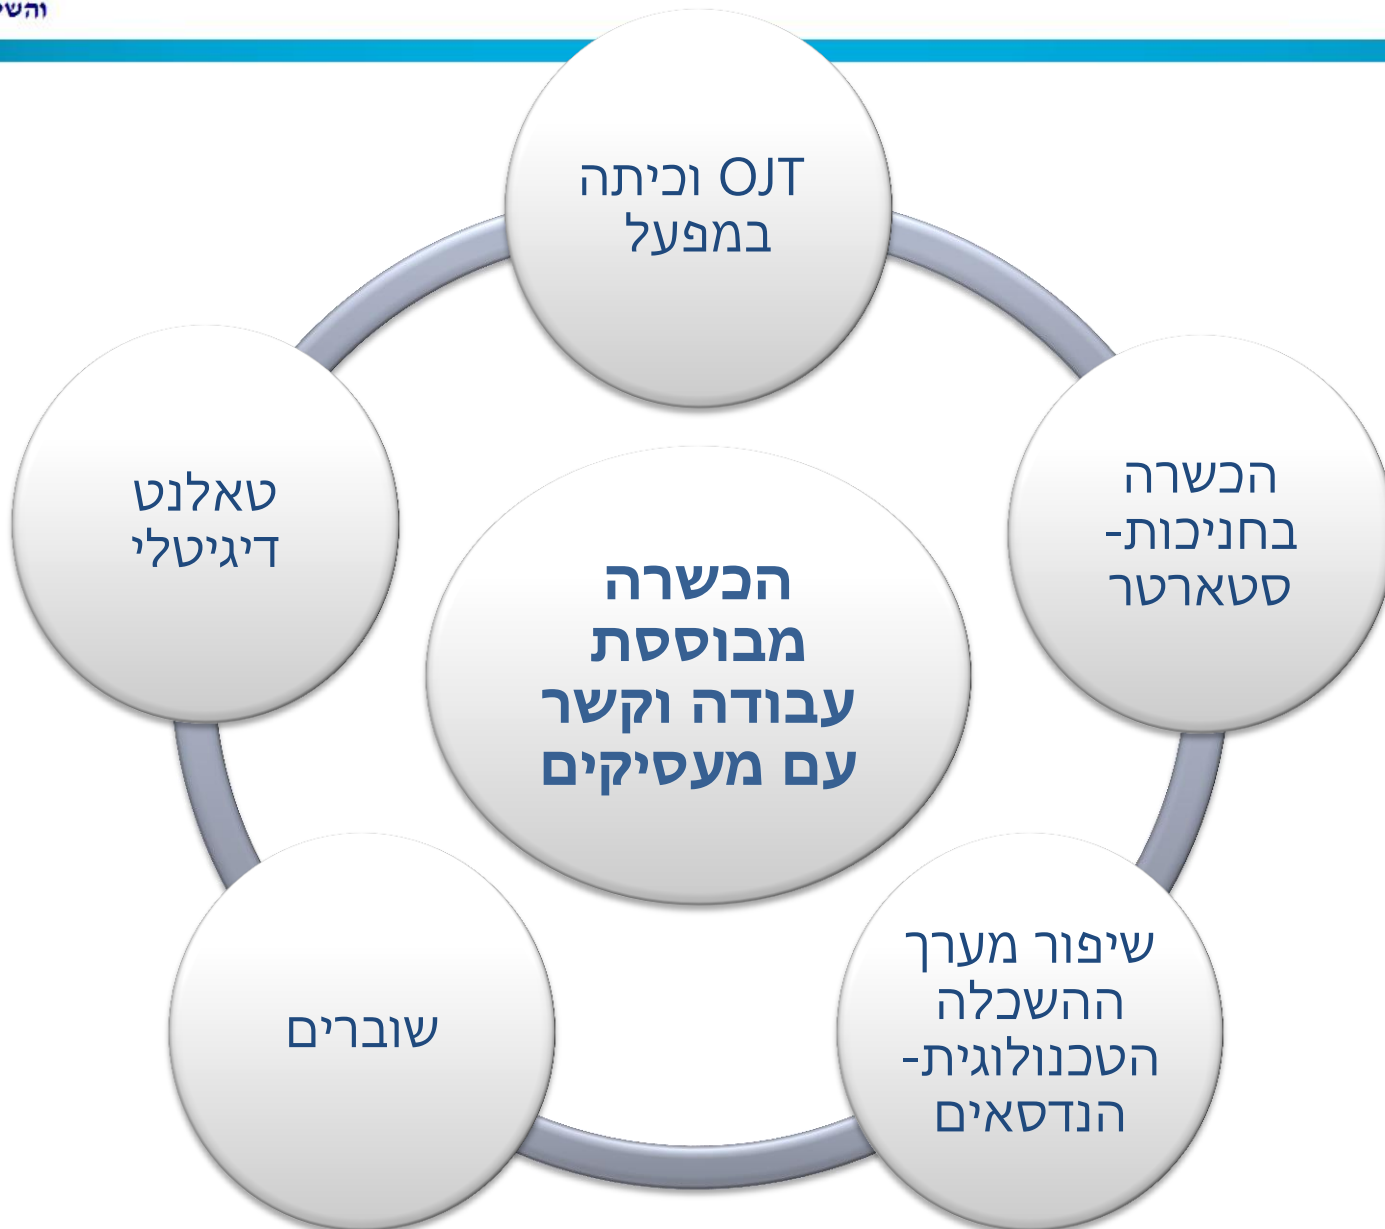 OJT וכיתה
במפעל
הכשרה
בחניכות-
סטארטר
טאלנט
דיגיטלי
הכשרה
מבוססת
עבודה וקשר
עם מעסיקים
שיפור מערך
ההשכלה
הטכנולוגית-
הנדסאים
שוברים